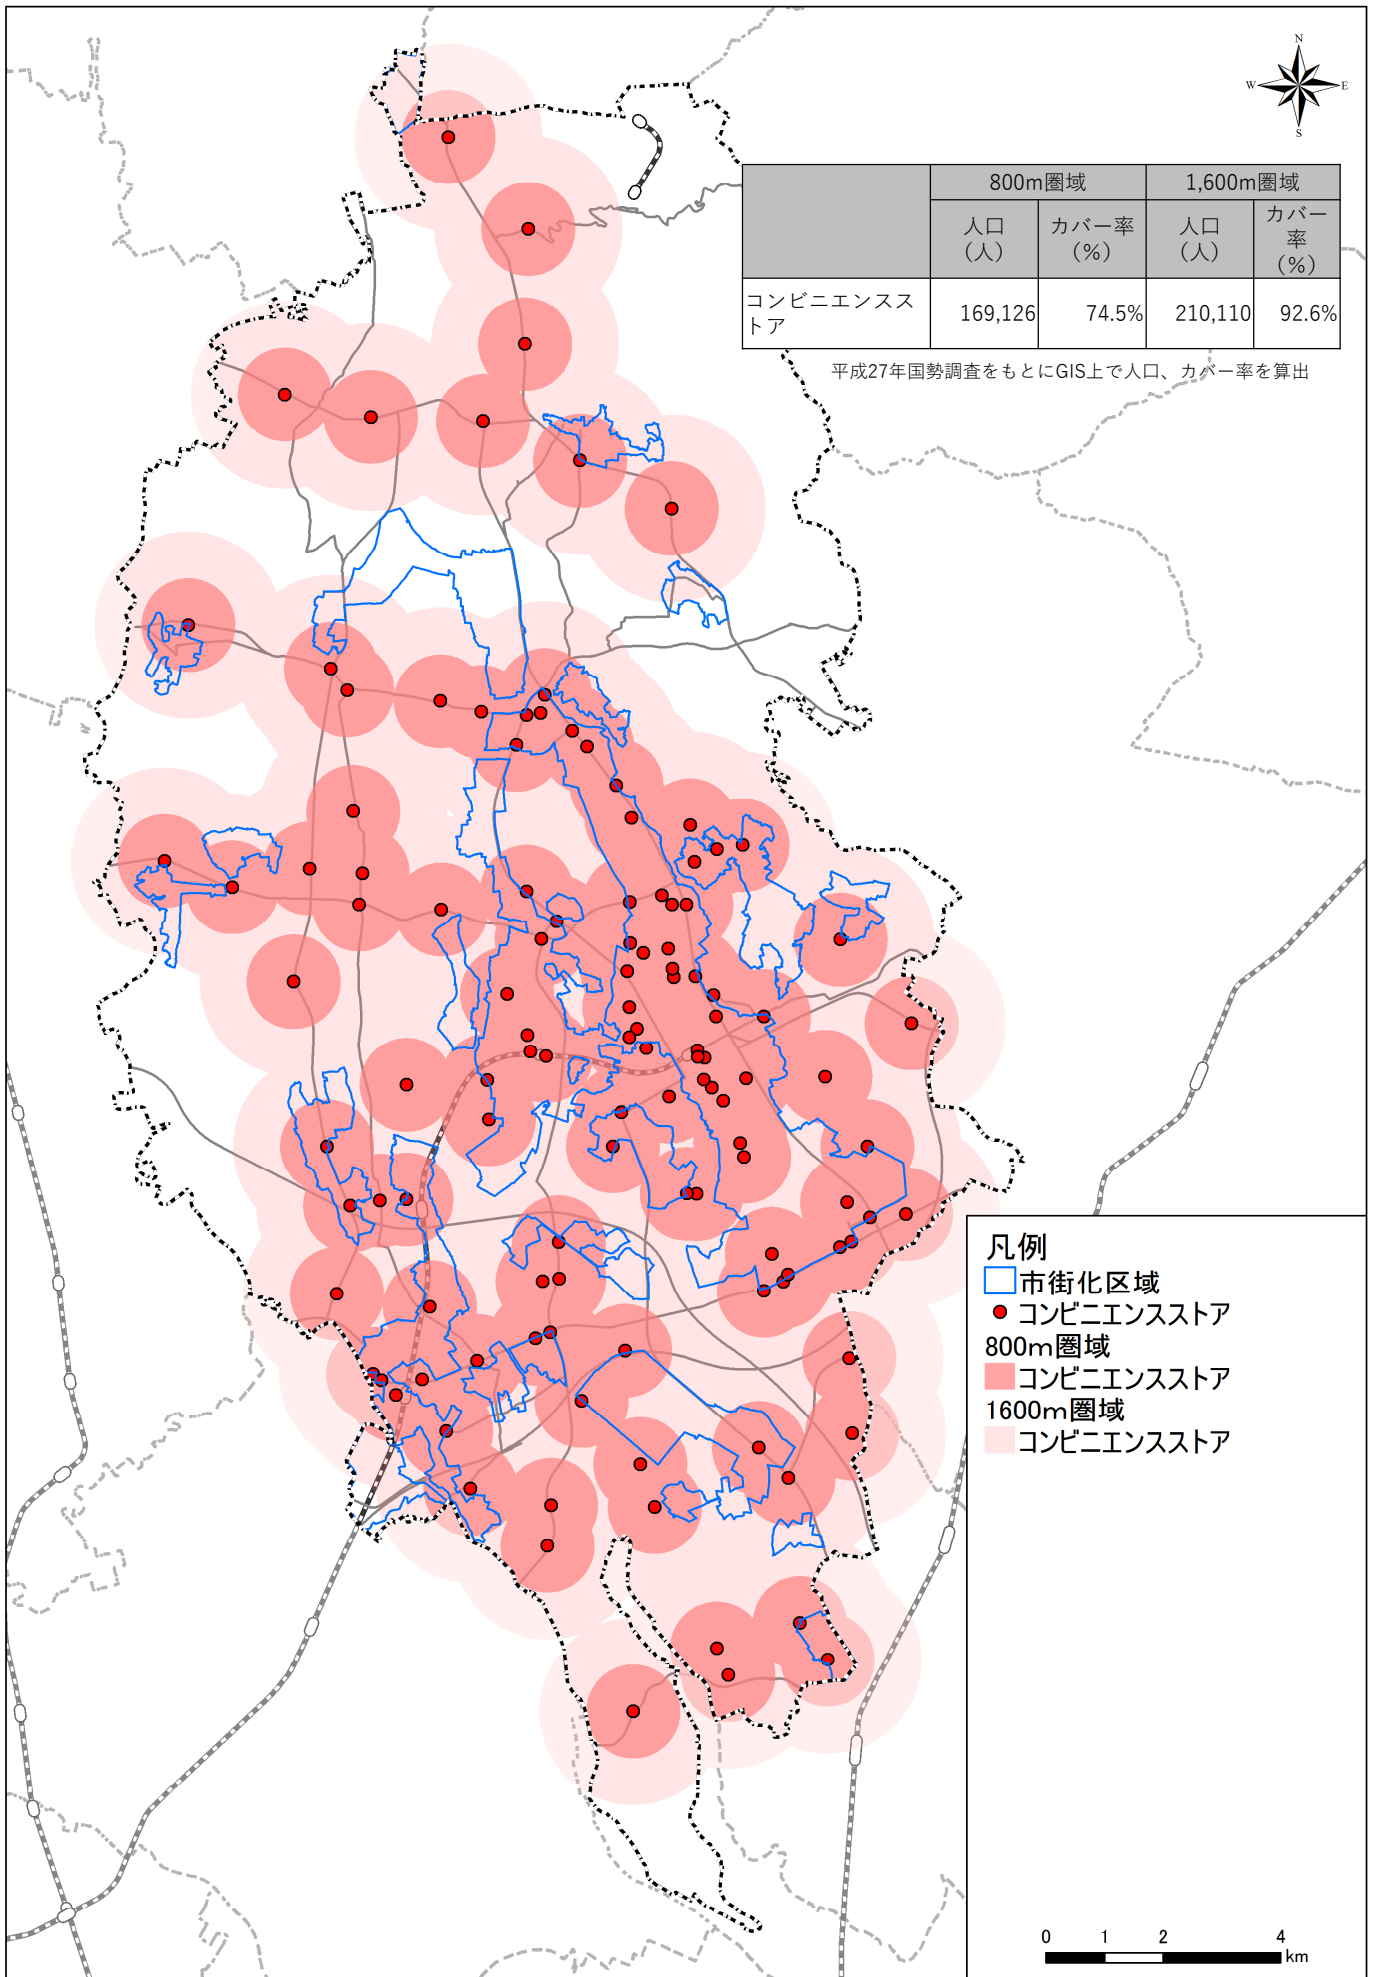 N
W E
S
800m圏域 1,600m圏域
人口
（人）
カバー率
（%）
人口
（人）
カバー
率
（%）
コンビニエンスス
トア
169,126 74.5% 210,110 92.6%
平成27年国勢調査をもとにGIS上で人口、カバー率を算出
凡例
市街化区域
コンビニエンスストア
800m圏域
コンビニエンスストア
1600m圏域
コンビニエンスストア
0 1 2 4
km